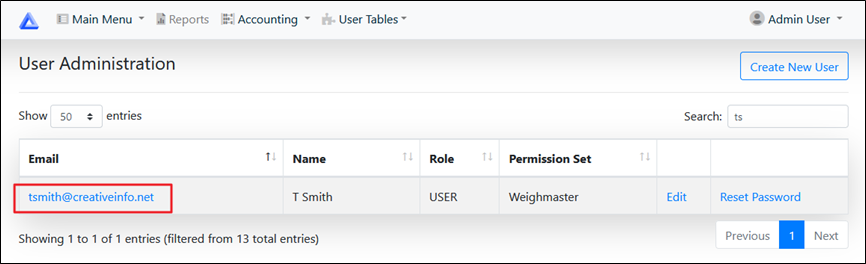 Main Menu Reports Accounting User Tables Admin User
User Administration Create New User
Show 50 entries Search: ts
Email Name Role Permission Set
tsmith@creativeinfo.net T Smith USER Weighmaster Edit Reset Password
Showing 1 to 1 of 1 entries (filtered from 13 total entries) Previous 1 Next